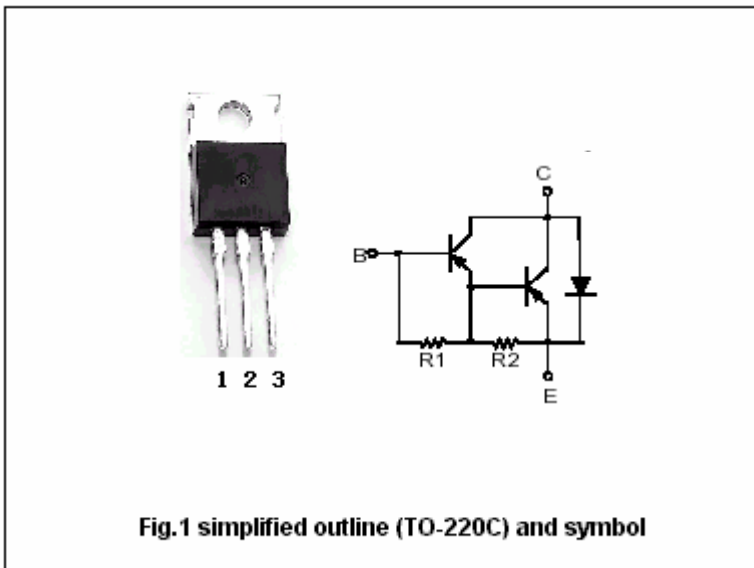 C
B
R1 R2
E
1 2 3
Fig.1 simplified outline (TO-220C) and symbol